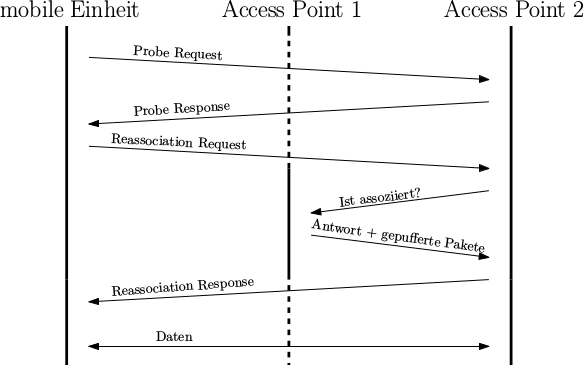 mobile Einheit Access Point 1 Access Point 2
Probe Request
Probe Response
Reassociation Request
Ist assoziiert?
Antwort + gepufferte Pakete
Reassociation Response
Daten